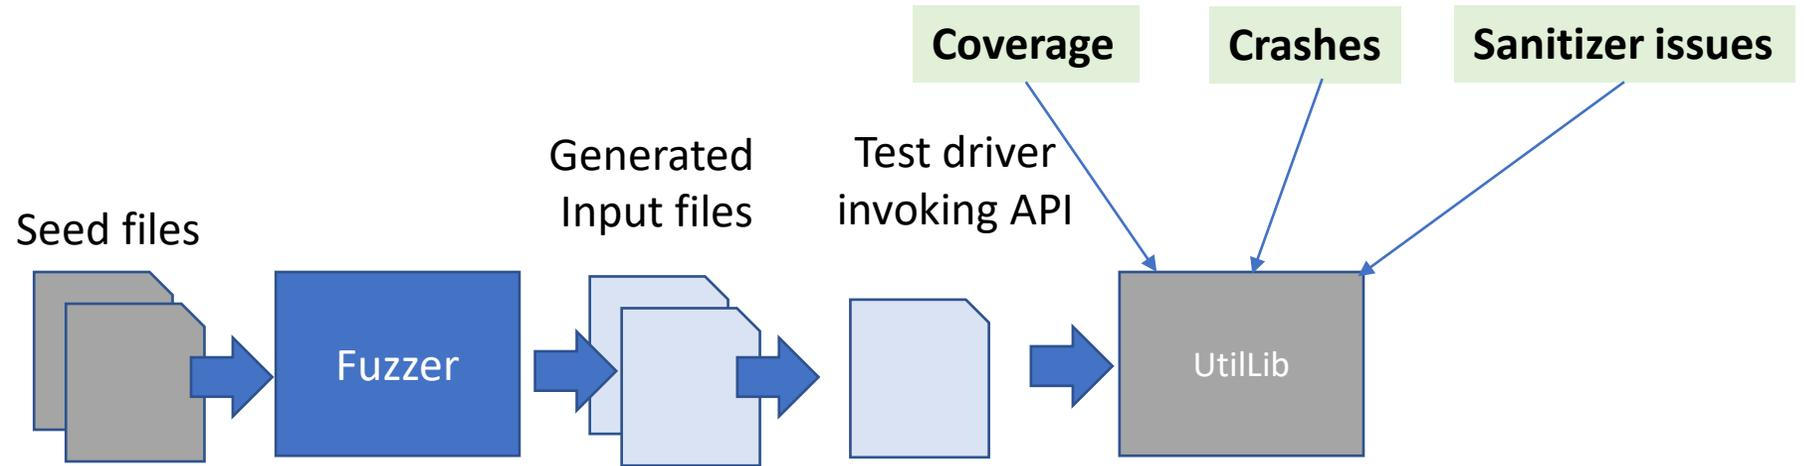 Coverage
Crashes
Sanitizer issues
Generated
Input files
Test driver
invoking API
Seed files
Fuzzer
UtilLib